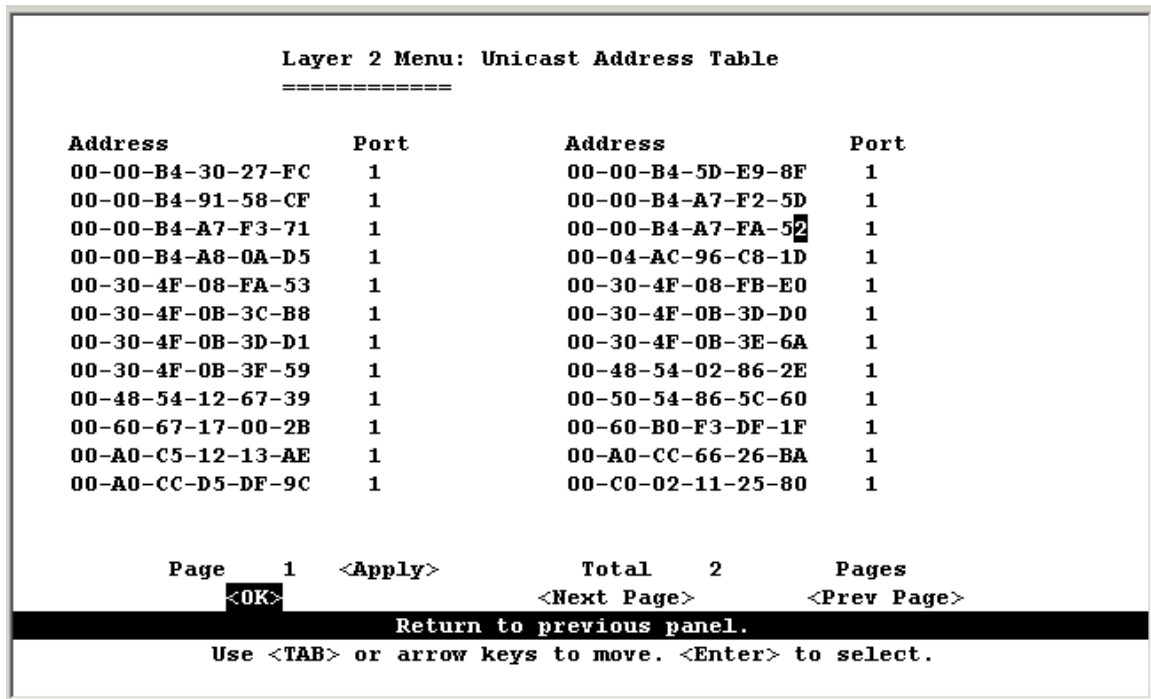 Layer 2 Menu: Unicast Address Table
============
Address Port Address Port
00-00-B4-30-27-FC 1 00-00-B4-5D-E9-8F 1
00-00-B4-91-58-CF 1 00-00-B4-A7-F2-5D 1
00-00-B4-A7-F3-71 1 00-00-B4-A7-FA-52 1
00-00-B4-A8-0A-D5 1 00-04-AC-96-C8-1D 1
00-30-4F-08-FA-53 1 00-30-4F-08-FB-E0 1
00-30-4F-0B-3C-B8 1 00-30-4F-0B-3D-D0 1
00-30-4F-0B-3D-D1 1 00-30-4F-0B-3E-6A 1
00-30-4F-0B-3F-59 1 00-48-54-02-86-2E 1
00-48-54-12-67-39 1 00-50-54-86-5C-60 1
00-60-67-17-00-2B 1 00-60-B0-F3-DF-1F 1
00-A0-C5-12-13-AE 1 00-A0-CC-66-26-BA 1
00-A0-CC-D5-DF-9C 1 00-C0-02-11-25-80 1
Page 1 <Apply> Total 2 Pages
<OK> <Next Page> <Prev Page>
Return to previous panel.
Use <TAB> or arrow keys to move. <Enter> to select.